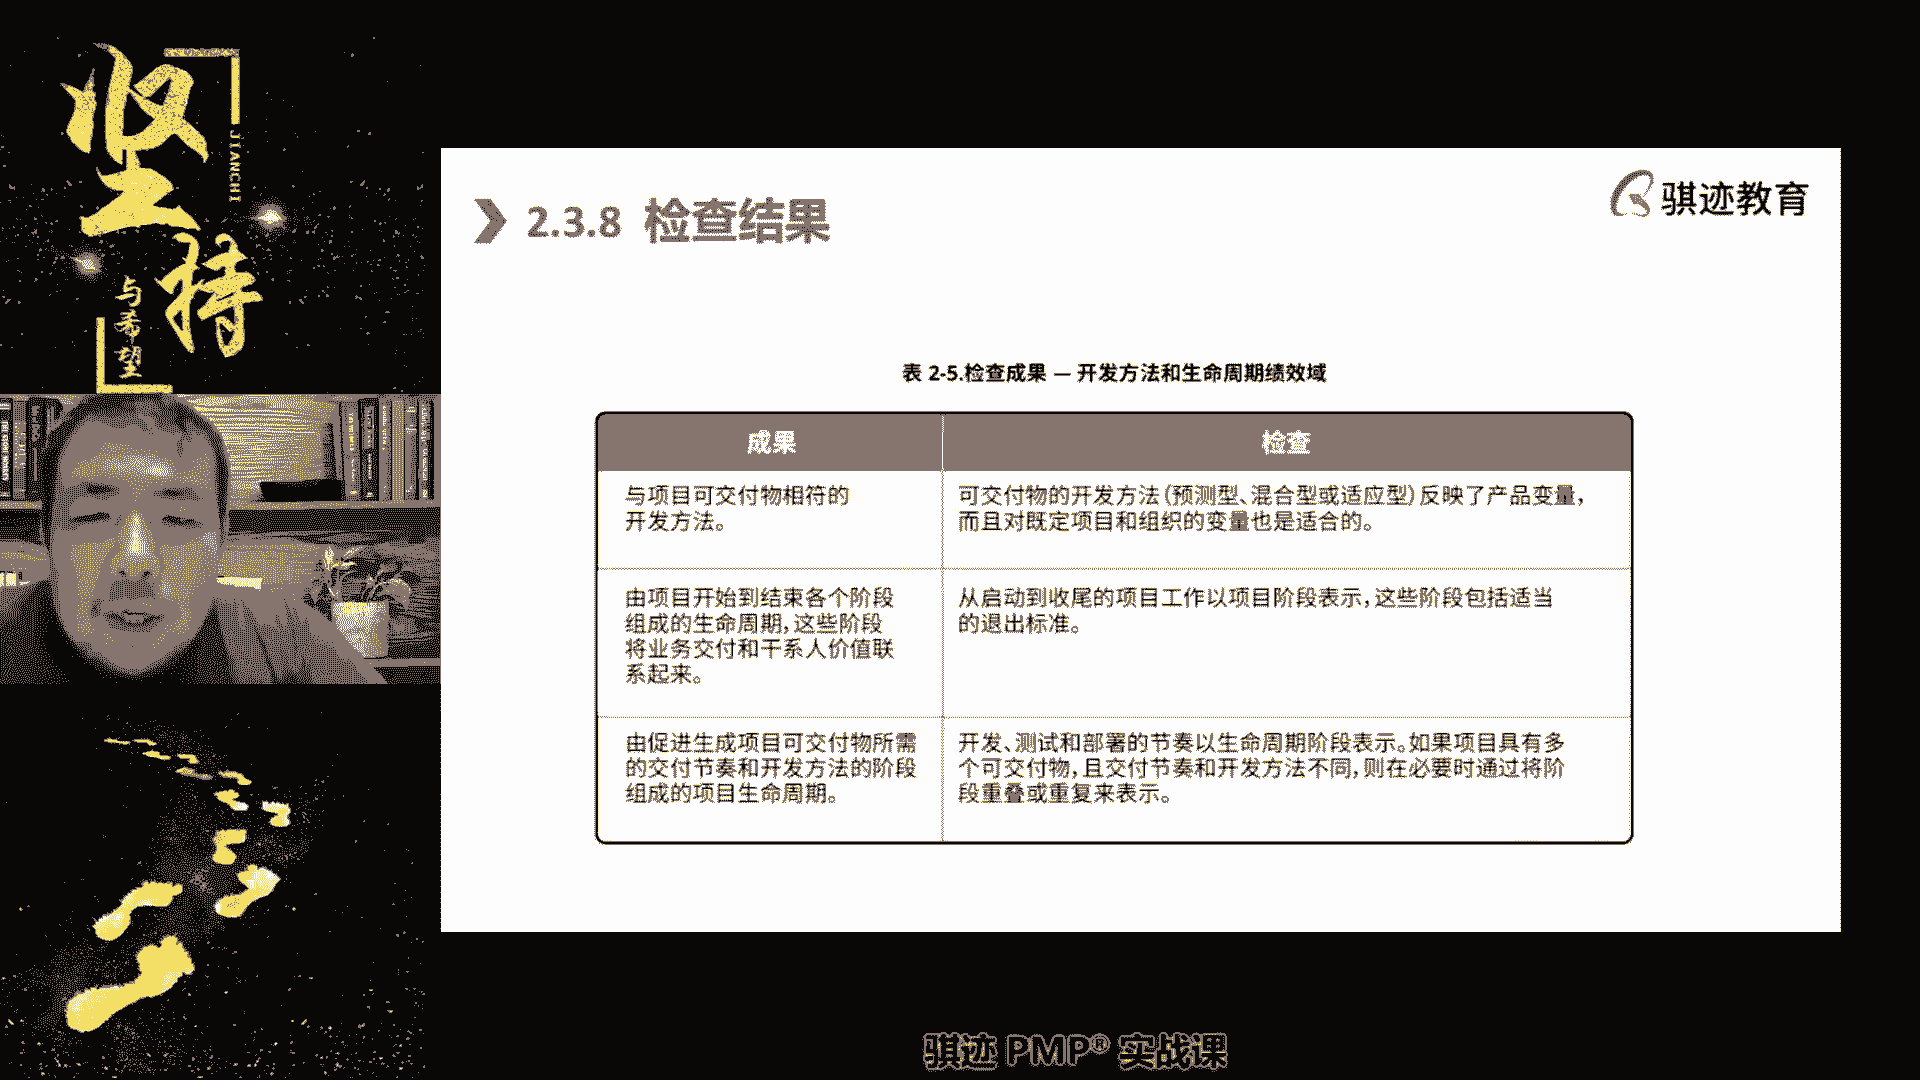 坚持
JIANCHI
与希望
2.3.8 检查结果
骐迹教育
表 2-5.检查成果 — 开发方法和生命周期绩效域
成果
检查
与项目可交付物相符的
开发方法。
可交付物的开发方法(预测型、混合型或适应型)反映了产品变量,
而且对既定项目和组织的变量也是适合的。
由项目开始到结束各个阶段
组成的生命周期,这些阶段
将业务交付和干系人价值联
系起来。
从启动到收尾的项目工作以项目阶段表示,这些阶段包括适当
的退出标准。
由促进生成项目可交付物所需
的交付节奏和开发方法的阶段
组成的项目生命周期。
开发、测试和部署的节奏以生命周期阶段表示。如果项目具有多
个可交付物,且交付节奏和开发方法不同,则在必要时通过将阶
段重叠或重复来表示。
骐迹 PMP® 实战课